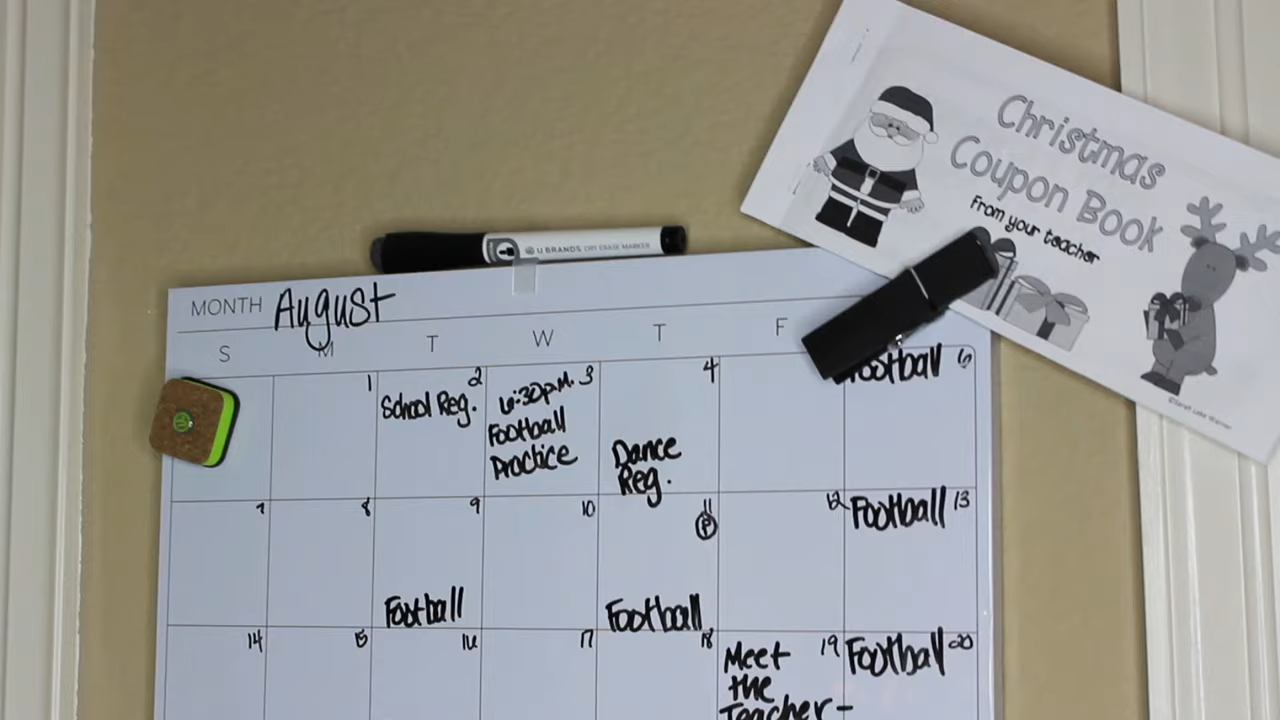 Christmas
Coupon Book
From your teacher
U BRANDS DRY ERASE MARKER
MONTH August
S M T W T F
1 2 3 4 6
School Reg.
6:30p.m.
Football
Practice
Dance
Reg.
Football
7 8 9 10 11 12 13
P
Football
Football
Football
14 15 16 17 18 19 20
Meet
the
Teacher-
Football